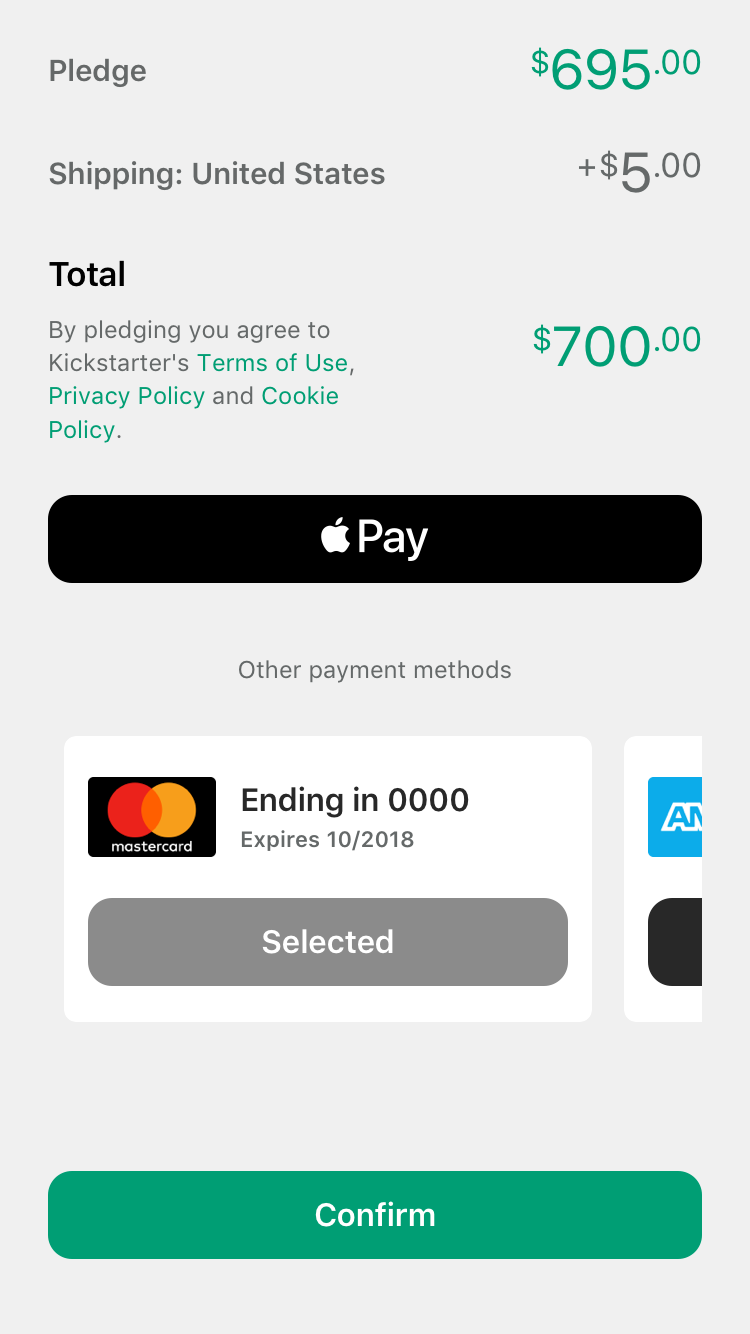 Pledge
$695.00
Shipping: United States
+$5.00
Total
By pledging you agree to
Kickstarter's Terms of Use,
Privacy Policy and Cookie
Policy.
$700.00
Pay
Other payment methods
mastercard
Ending in 0000
Expires 10/2018
Selected
Confirm